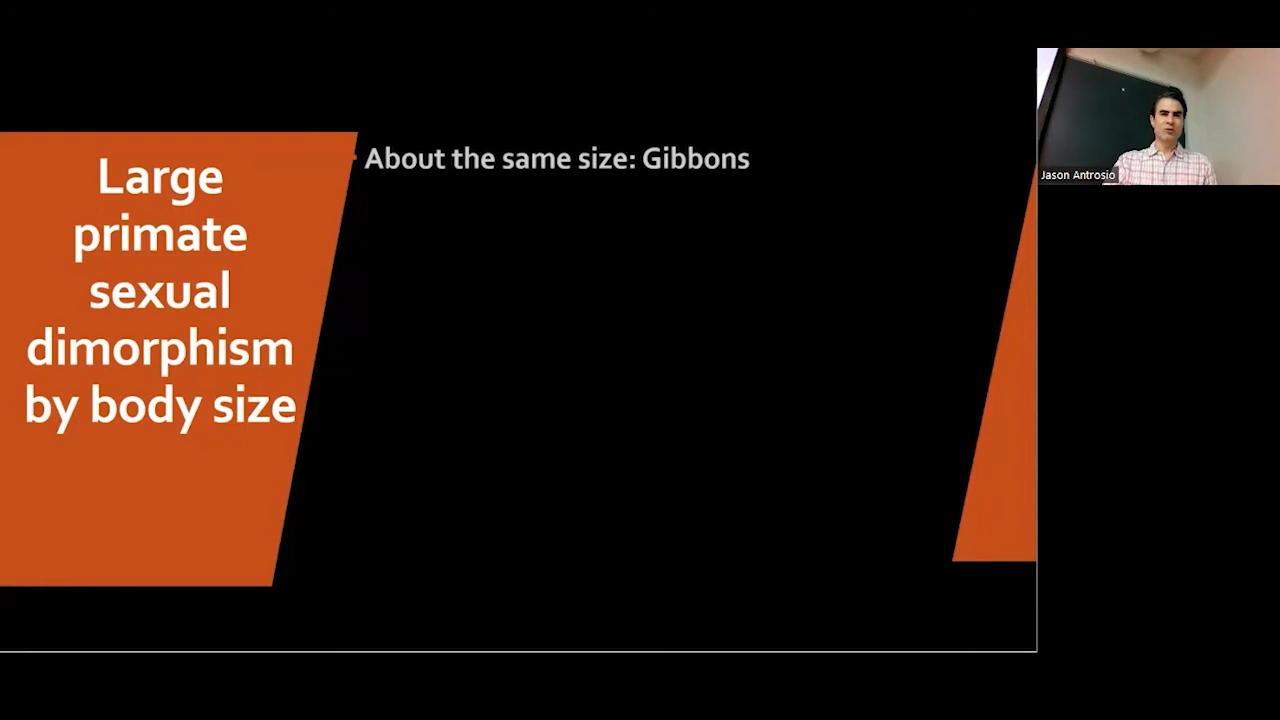 Large
primate
sexual
dimorphism
by body size
About the same size: Gibbons
Jason Antrosio